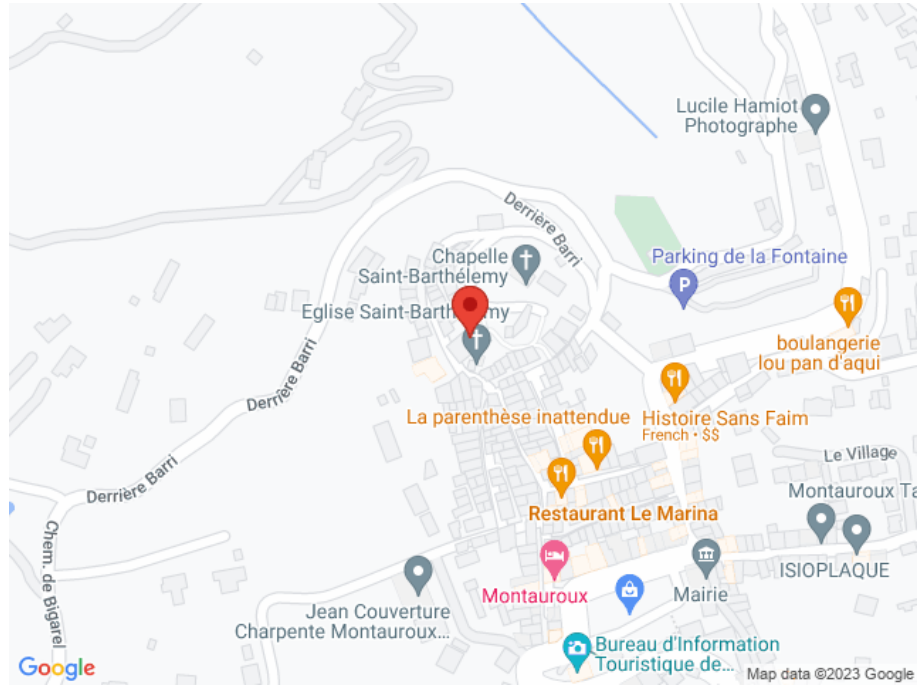 Lucile Hamiot
Photographe
Derrière Barri
Chapelle
Saint-Barthélemy
Parking de la Fontaine
P
Eglise Saint-Barth
my
boulangerie
lou pan d'aqui
Derrière Barri
La parenthèse inattendue
Histoire Sans Faim
French • $$
Le Village
Derrière Barri
Montauroux Ta
Restaurant Le Marina
Chem. de Bigarel
ISIOPLAQUE
Montauroux
Mairie
Jean Couverture
Charpente Montauroux...
Bureau d'Information
Touristique de...
Google
Map data ©2023 Google